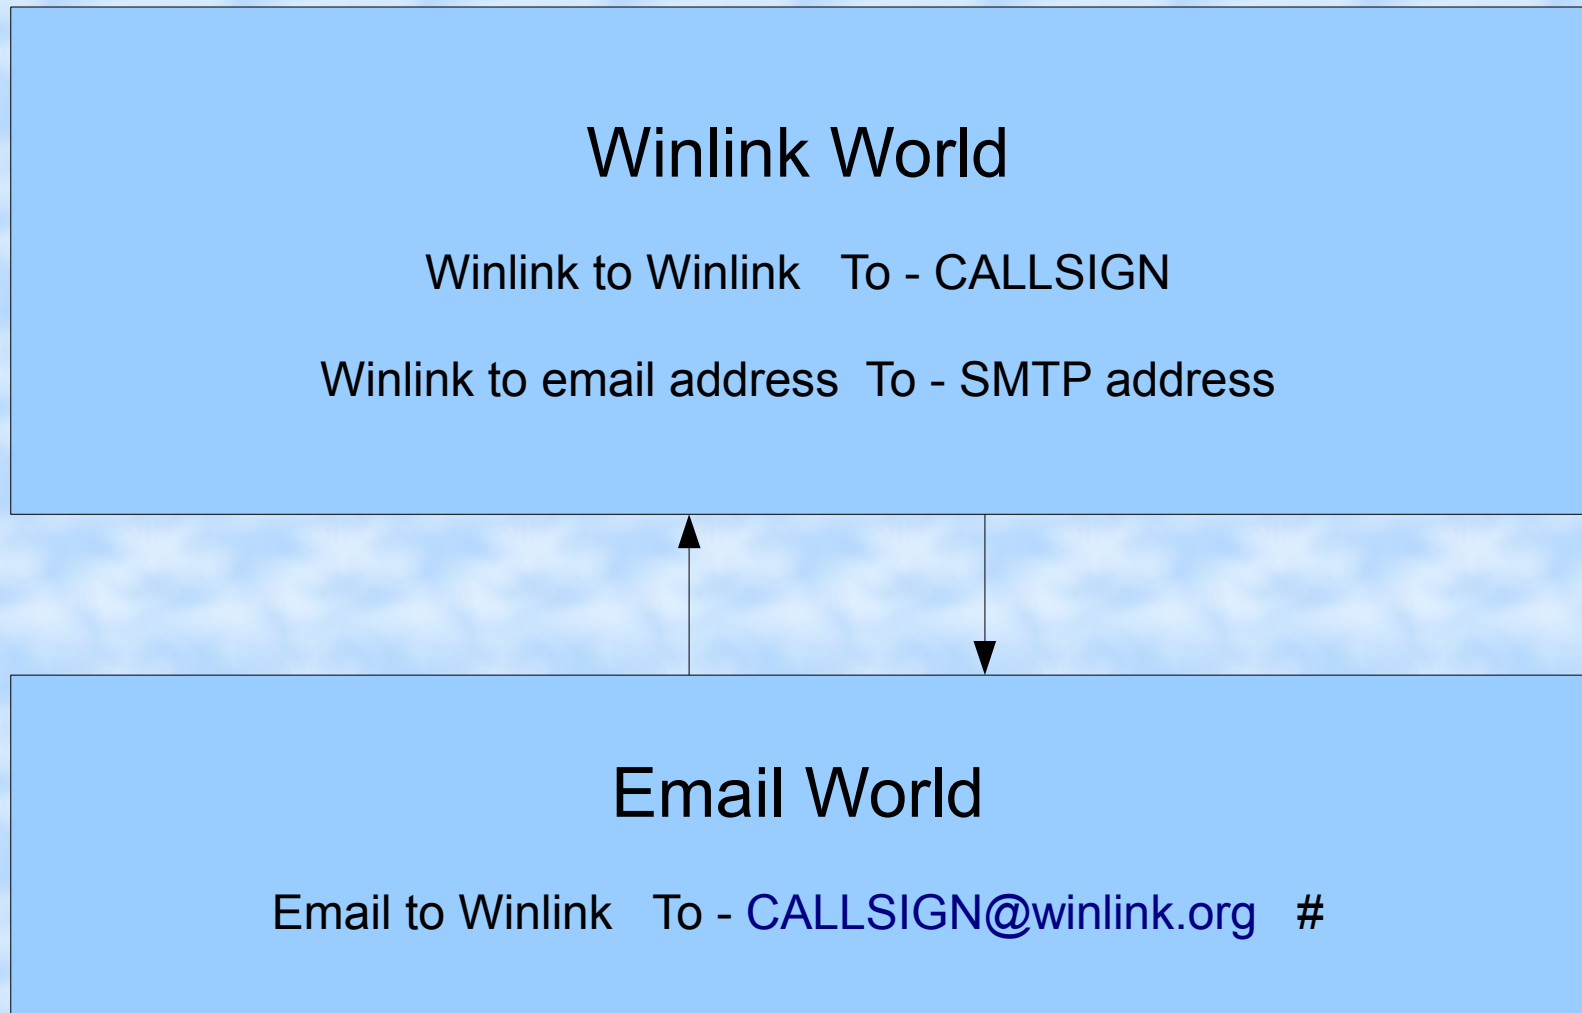 Winlink World
Winlink to Winlink To - CALLSIGN
Winlink to email address To - SMTP address
Email World
Email to Winlink To - CALLSIGN@winlink.org #